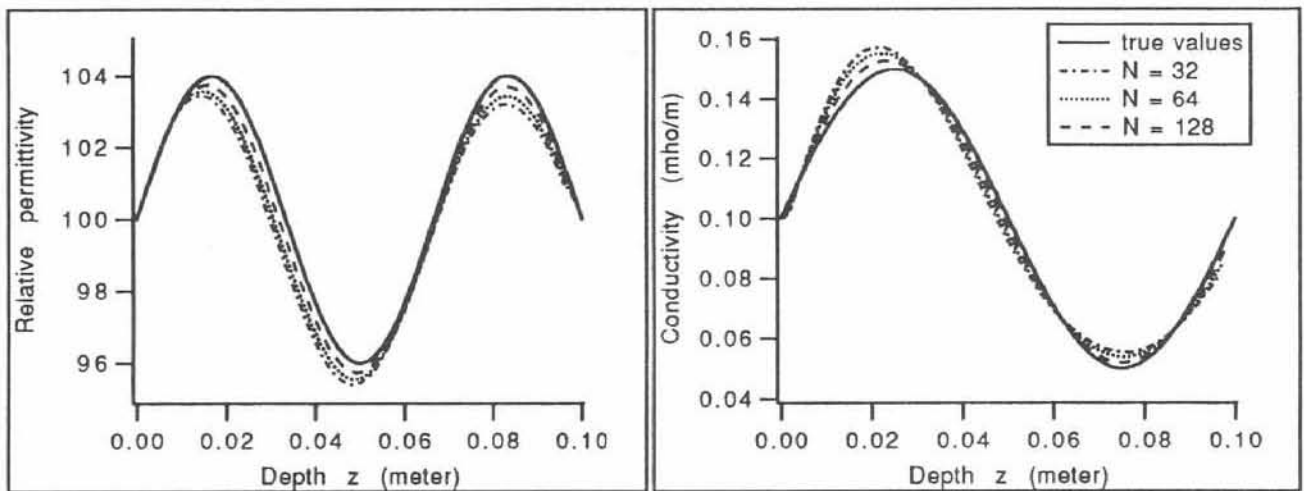 104
102
100
98
96
Relative permittivity
0.00 0.02 0.04 0.06 0.08 0.10
Depth z (meter)
0.16
0.14
0.12
0.10
0.08
0.06
0.04
Conductivity (mho/m)
0.00 0.02 0.04 0.06 0.08 0.10
Depth z (meter)
true values
N = 32
N = 64
N = 128